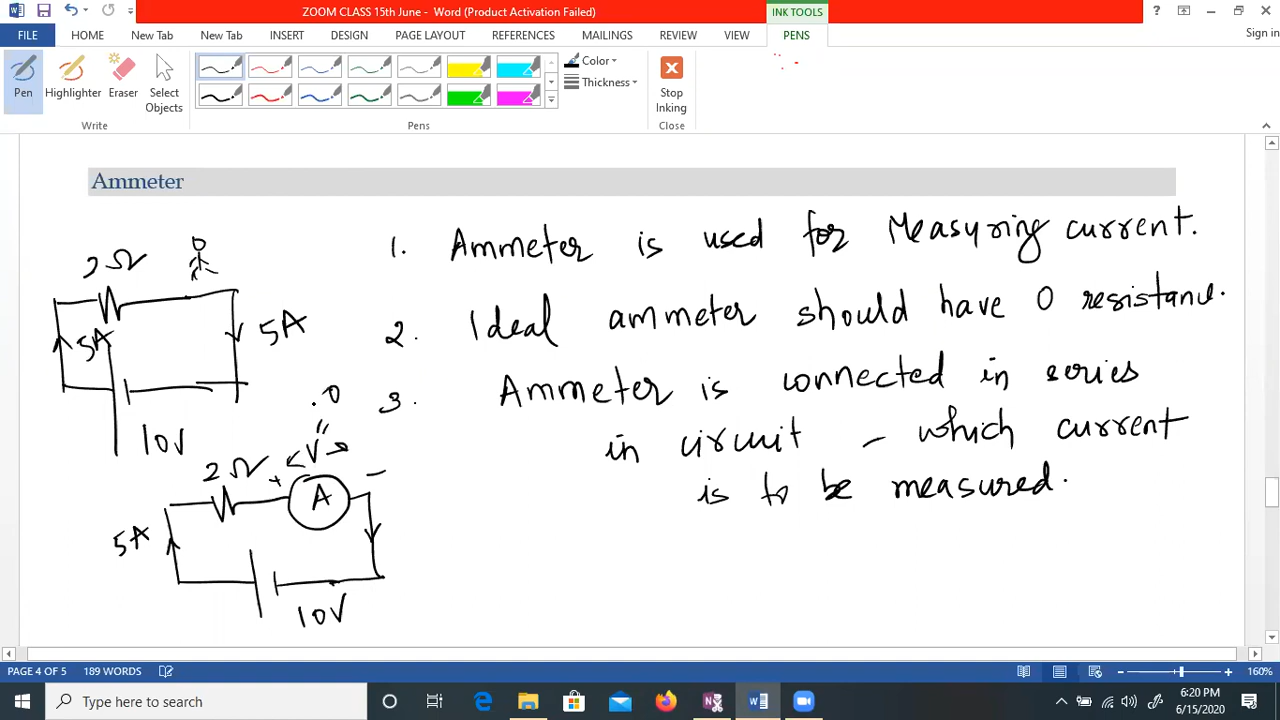 ZOOM CLASS 15th June - Word (Product Activation Failed)
INK TOOLS
?
FILE HOME New Tab New Tab INSERT DESIGN PAGE LAYOUT REFERENCES MAILINGS REVIEW VIEW PENS Sign in
Pen Highlighter Eraser Select Objects
Color
Thickness
Stop Inking
Write Pens Close
Ammeter
1. Ammeter is used for Measyring current.
2. Ideal ammeter should have 0 resistance.
3. Ammeter is connected in series
in circuit - which current
is to be measured.
2Ω
5A
5A
10V
0
"
V
2Ω
+
-
A
5A
10V
PAGE 4 OF 5 189 WORDS 160%
Type here to search
6:20 PM
6/15/2020